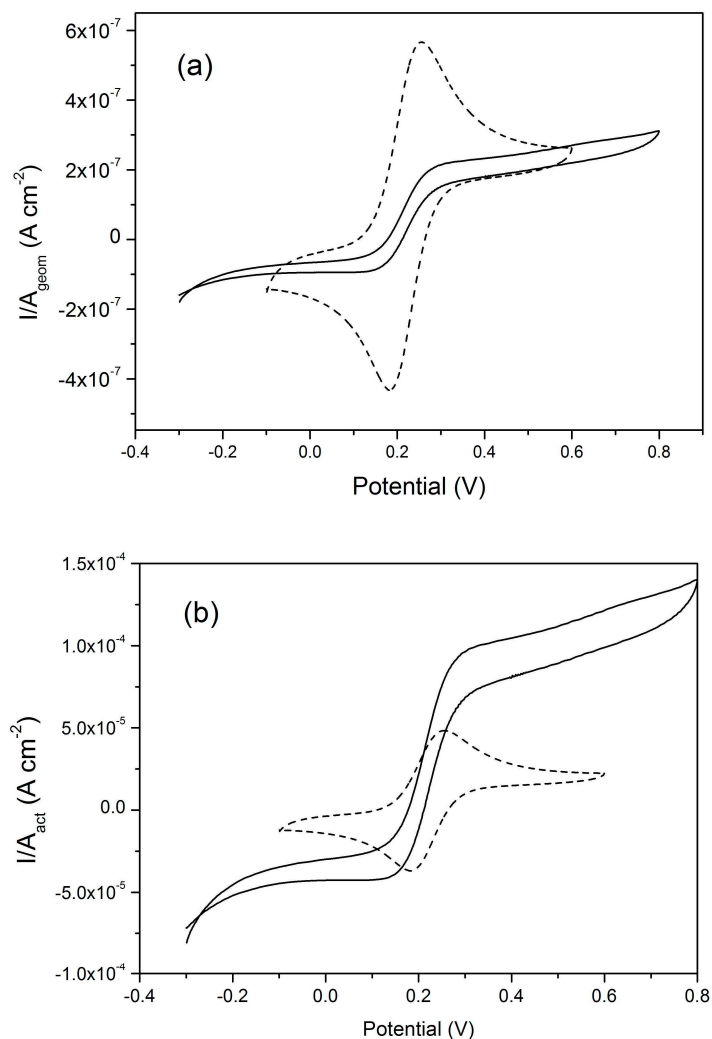 (a)
6x10-7
4x10-7
2x10-7
0
-2x10-7
-4x10-7
I/Ageom (A cm-2)
-0.4 -0.2 0.0 0.2 0.4 0.6 0.8
Potential (V)
(b)
1.5x10-4
1.0x10-4
5.0x10-5
0.0
-5.0x10-5
-1.0x10-4
I/Aact (A cm-2)
-0.4 -0.2 0.0 0.2 0.4 0.6 0.8
Potential (V)